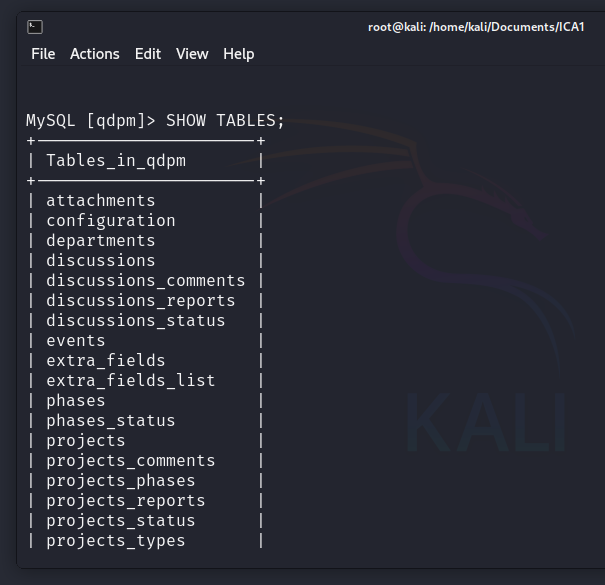 root@kali: /home/kali/Documents/ICA1
File Actions Edit View Help
MySQL [qdpm]> SHOW TABLES;
+----------------------+
| Tables_in_qdpm       |
+----------------------+
| attachments          |
| configuration        |
| departments          |
| discussions          |
| discussions_comments |
| discussions_reports  |
| discussions_status   |
| events               |
| extra_fields         |
| extra_fields_list    |
| phases               |
| phases_status        |
| projects             |
| projects_comments    |
| projects_phases      |
| projects_reports     |
| projects_status      |
| projects_types       |
KALI